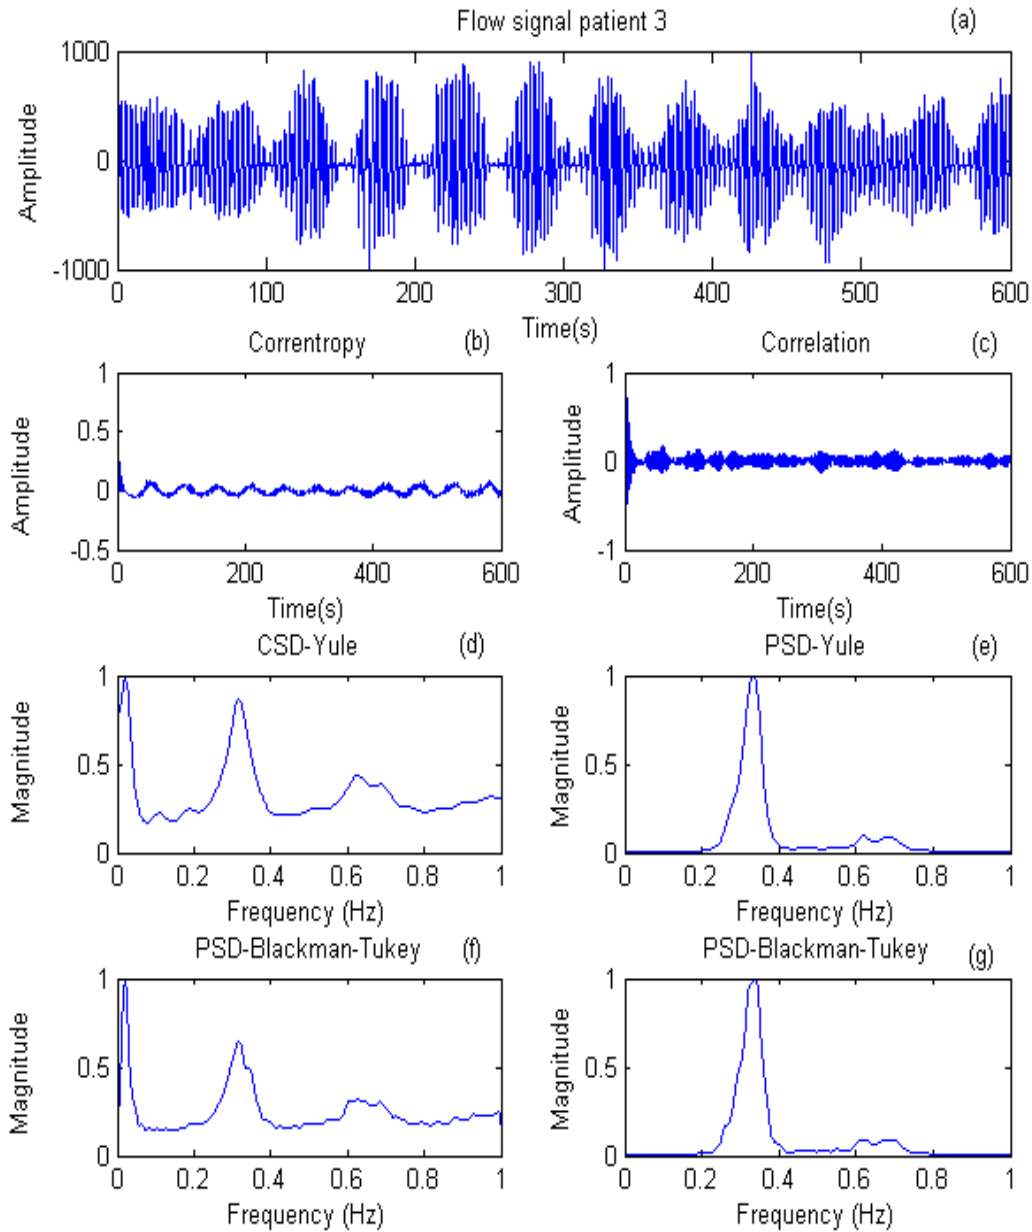 Flow signal patient 3 (a)
1000
0
-1000
Amplitude
0 100 200 300 400 500 600
Time(s)
Correntropy (b)
1
0.5
0
-0.5
Amplitude
0 200 400 600
Time(s)
Correlation (c)
1
0
-1
Amplitude
0 200 400 600
Time(s)
CSD-Yule (d)
1
0.5
0
Magnitude
0 0.2 0.4 0.6 0.8 1
Frequency (Hz)
PSD-Yule (e)
1
0.5
0
Magnitude
0 0.2 0.4 0.6 0.8 1
Frequency (Hz)
PSD-Blackman-Tukey (f)
1
0.5
0
Magnitude
0 0.2 0.4 0.6 0.8 1
Frequency (Hz)
PSD-Blackman-Tukey (g)
1
0.5
0
Magnitude
0 0.2 0.4 0.6 0.8 1
Frequency (Hz)